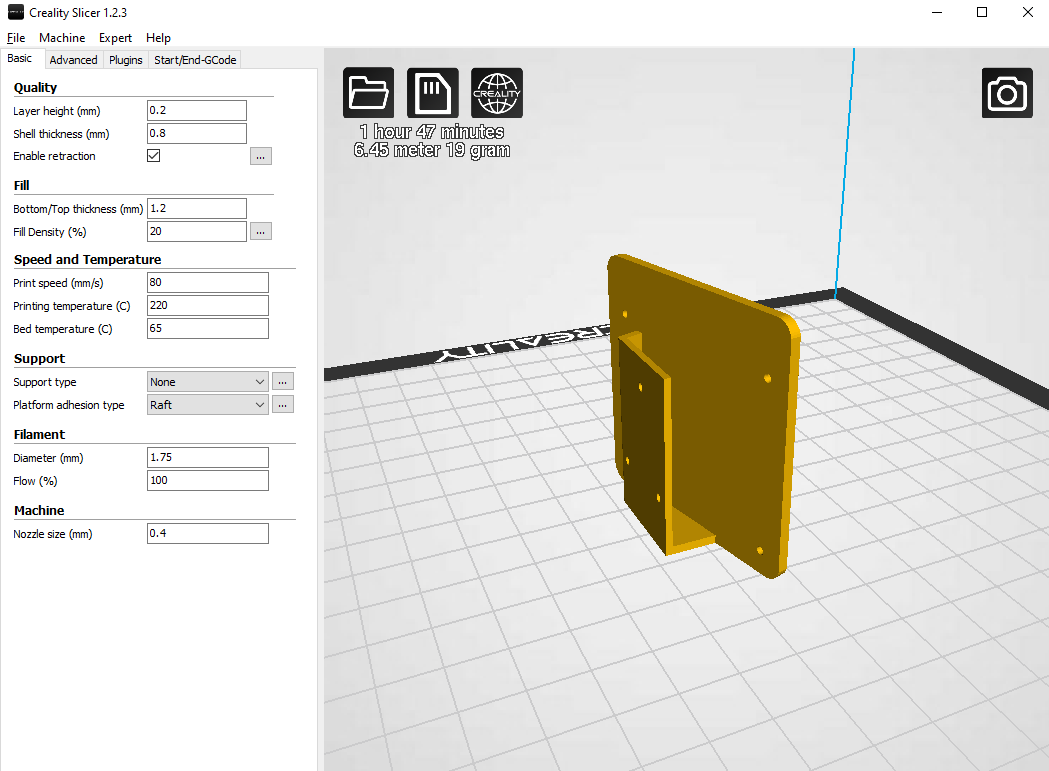 Creality Slicer 1.2.3
File Machine Expert Help
Basic Advanced Plugins Start/End-GCode
Quality
Layer height (mm) 0.2
Shell thickness (mm) 0.8
Enable retraction ...
Fill
Bottom/Top thickness (mm) 1.2
Fill Density (%) 20 ...
Speed and Temperature
Print speed (mm/s) 80
Printing temperature (C) 220
Bed temperature (C) 65
Support
Support type None ...
Platform adhesion type Raft ...
Filament
Diameter (mm) 1.75
Flow (%) 100
Machine
Nozzle size (mm) 0.4
CREALITY
1 hour 47 minutes
6.45 meter 19 gram
CREALITY